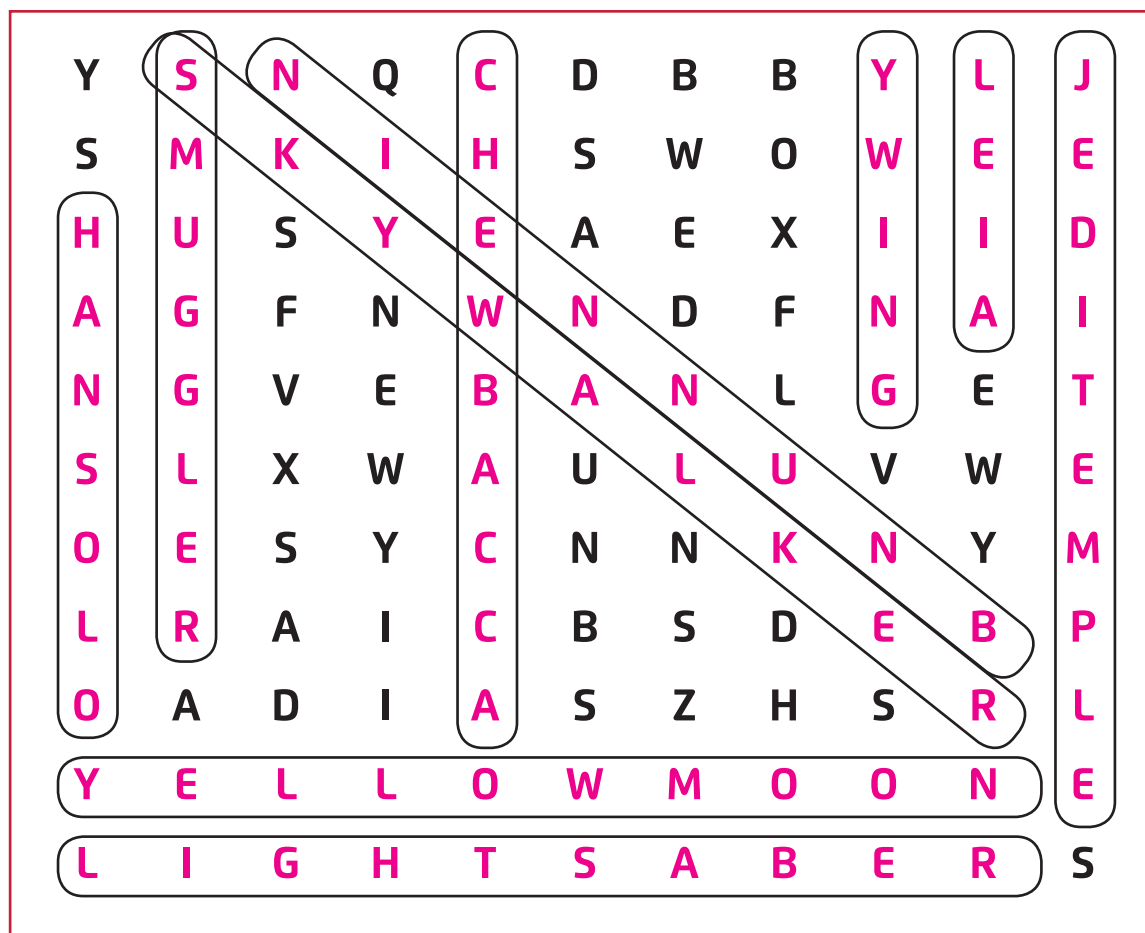 Y S N Q C D B B Y L J
S M K I H S W O W E E
H U S Y E A E X I I D
A G F N W N D F N A I
N G V E B A N L G E T
S L X W A U L U V W E
O E S Y C N N K N Y M
L R A I C B S D E B P
O A D I A S Z H S R L
Y E L L O W M O O N E
L I G H T S A B E R S